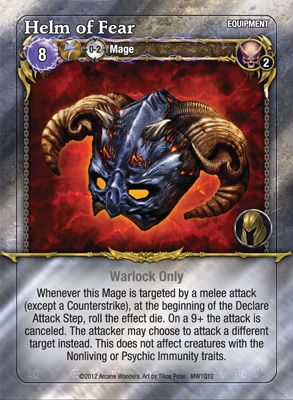 Helm of Fear
EQUIPMENT
8
0-2
Mage
2
Warlock Only
Whenever this Mage is targeted by a melee attack
(except a Counterstrike), at the beginning of the Declare
Attack Step, roll the effect die. On a 9+ the attack is
canceled. The attacker may choose to attack a different
target instead. This does not affect creatures with the
Nonliving or Psychic Immunity traits.
©2012 Arcane Wonders. Art by Tikos Peter. MW1Q12